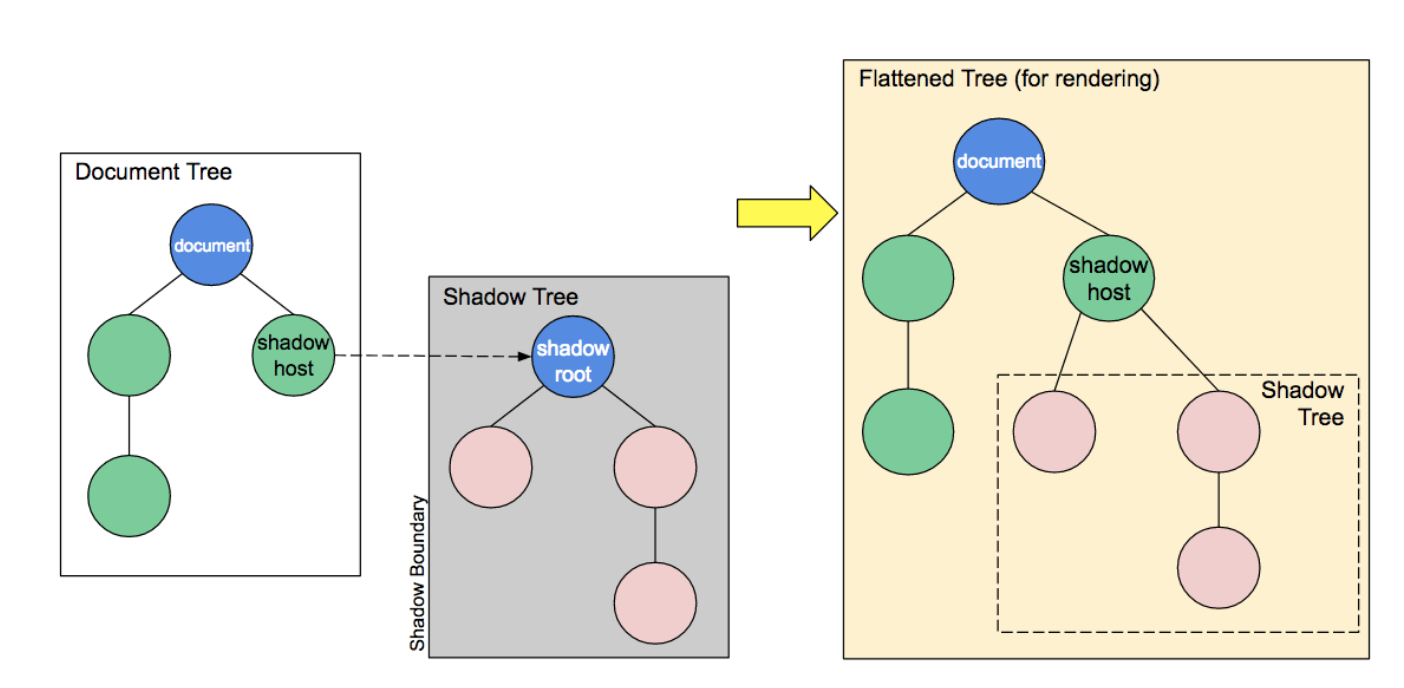 Document Tree
document
shadow
host
Shadow Tree
shadow
root
Shadow Boundary
Flattened Tree (for rendering)
document
shadow
host
Shadow
Tree